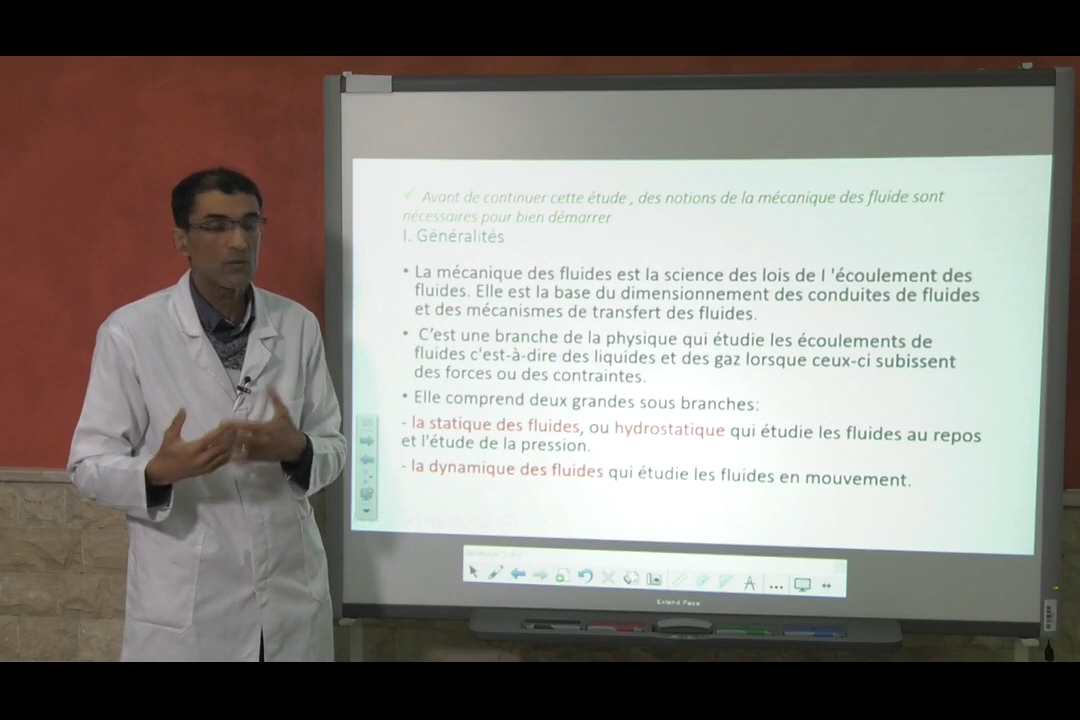 ✓ Avant de continuer cette étude , des notions de la mécanique des fluide sont
nécessaires pour bien démarrer
I. Généralités
• La mécanique des fluides est la science des lois de l 'écoulement des
fluides. Elle est la base du dimensionnement des conduites de fluides
et des mécanismes de transfert des fluides.
• C'est une branche de la physique qui étudie les écoulements de
fluides c'est-à-dire des liquides et des gaz lorsque ceux-ci subissent
des forces ou des contraintes.
• Elle comprend deux grandes sous branches:
- la statique des fluides, ou hydrostatique qui étudie les fluides au repos
et l'étude de la pression.
- la dynamique des fluides qui étudie les fluides en mouvement.
Extend Page